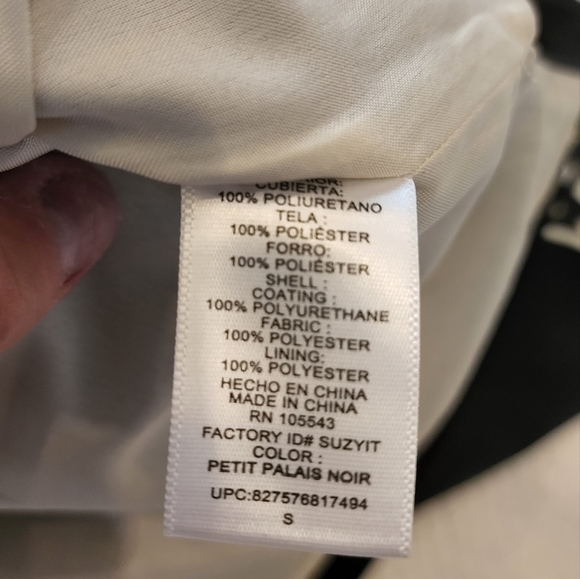 CUBIERTA:
100% POLIURETANO
TELA :
100% POLIÉSTER
FORRO:
100% POLIÉSTER
SHELL :
COATING :
100% POLYURETHANE
FABRIC :
100% POLYESTER
LINING:
100% POLYESTER
HECHO EN CHINA
MADE IN CHINA
RN 105543
FACTORY ID# SUZYIT
COLOR :
PETIT PALAIS NOIR
UPC:827576817494
S